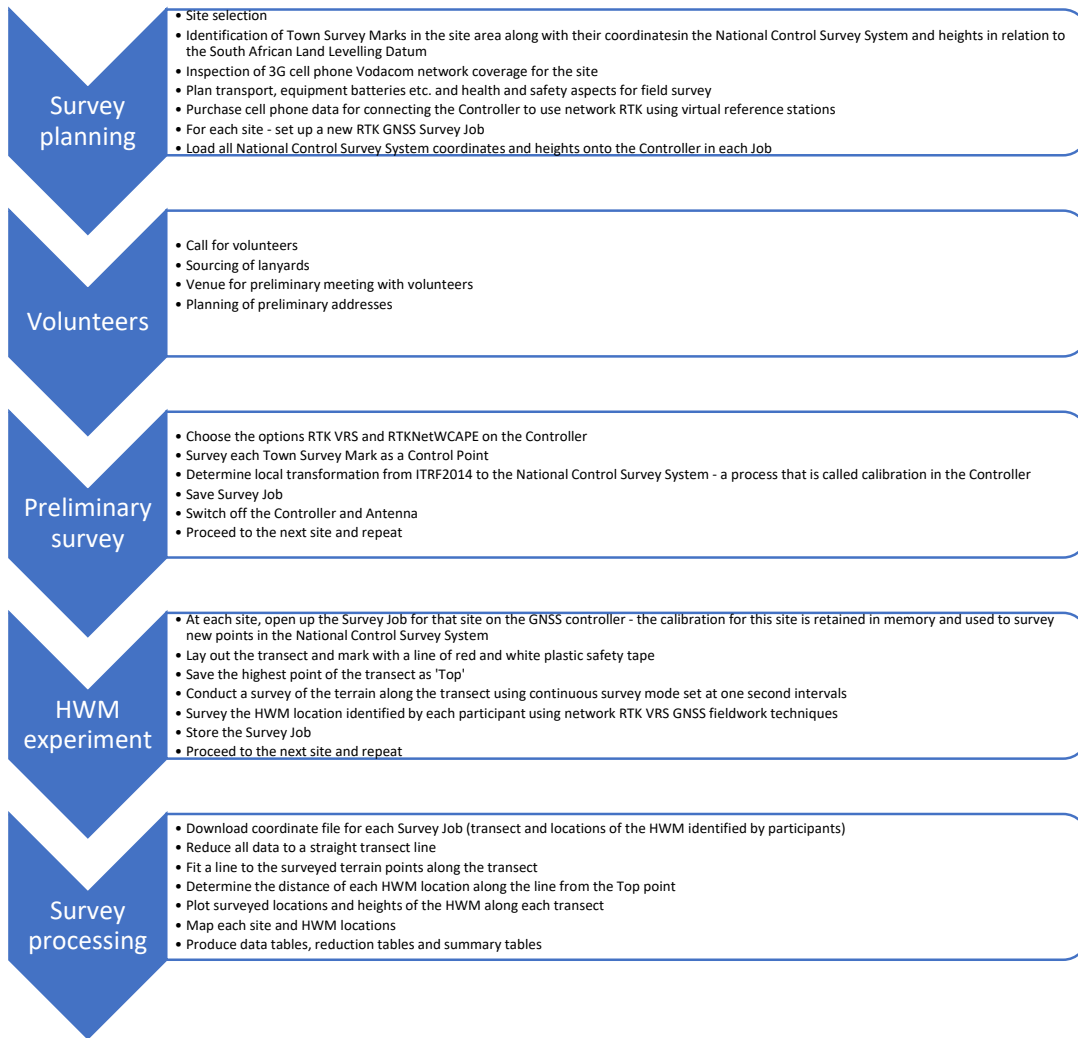 Survey
planning
• Site selection
• Identification of Town Survey Marks in the site area along with their coordinatesin the National Control Survey System and heights in relation to
the South African Land Levelling Datum
• Inspection of 3G cell phone Vodacom network coverage for the site
• Plan transport, equipment batteries etc. and health and safety aspects for field survey
• Purchase cell phone data for connecting the Controller to use network RTK using virtual reference stations
• For each site - set up a new RTK GNSS Survey Job
• Load all National Control Survey System coordinates and heights onto the Controller in each Job
Volunteers
• Call for volunteers
• Sourcing of lanyards
• Venue for preliminary meeting with volunteers
• Planning of preliminary addresses
Preliminary
survey
• Choose the options RTK VRS and RTKNetWCAPE on the Controller
• Survey each Town Survey Mark as a Control Point
• Determine local transformation from ITRF2014 to the National Control Survey System - a process that is called calibration in the Controller
• Save Survey Job
• Switch off the Controller and Antenna
• Proceed to the next site and repeat
HWM
experiment
• At each site, open up the Survey Job for that site on the GNSS controller - the calibration for this site is retained in memory and used to survey
new points in the National Control Survey System
• Lay out the transect and mark with a line of red and white plastic safety tape
• Save the highest point of the transect as 'Top'
• Conduct a survey of the terrain along the transect using continuous survey mode set at one second intervals
• Survey the HWM location identified by each participant using network RTK VRS GNSS fieldwork techniques
• Store the Survey Job
• Proceed to the next site and repeat
Survey
processing
• Download coordinate file for each Survey Job (transect and locations of the HWM identified by participants)
• Reduce all data to a straight transect line
• Fit a line to the surveyed terrain points along the transect
• Determine the distance of each HWM location along the line from the Top point
• Plot surveyed locations and heights of the HWM along each transect
• Map each site and HWM locations
• Produce data tables, reduction tables and summary tables